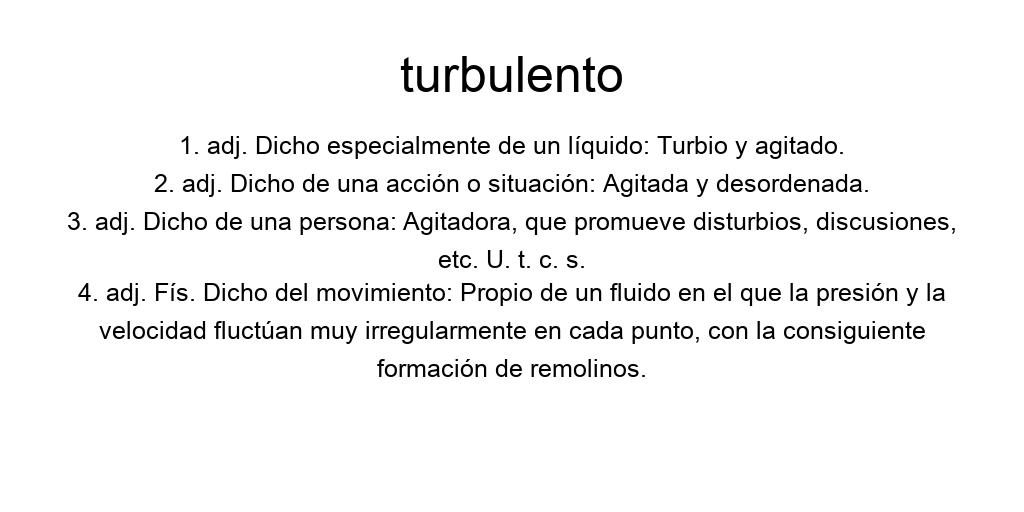 turbulento
1. adj. Dicho especialmente de un líquido: Turbio y agitado.
2. adj. Dicho de una acción o situación: Agitada y desordenada.
3. adj. Dicho de una persona: Agitadora, que promueve disturbios, discusiones,
etc. U. t. c. s.
4. adj. Fís. Dicho del movimiento: Propio de un fluido en el que la presión y la
velocidad fluctúan muy irregularmente en cada punto, con la consiguiente
formación de remolinos.